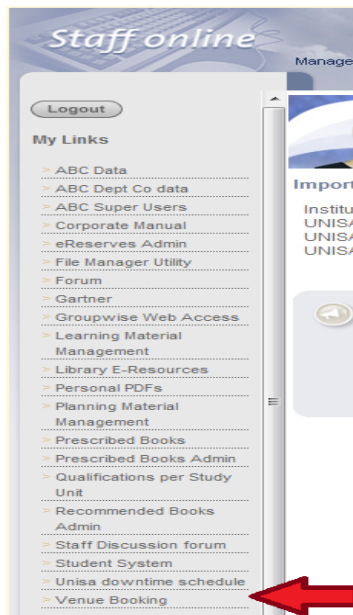 Staff online
Manage
Logout
My Links
> ABC Data
> ABC Dept Co data
> ABC Super Users
> Corporate Manual
> eReserves Admin
> File Manager Utility
> Forum
> Gartner
> Groupwise Web Access
> Learning Material
Management
> Library E-Resources
> Personal PDFs
> Planning Material
Management
> Prescribed Books
> Prescribed Books Admin
> Qualifications per Study
Unit
> Recommended Books
Admin
> Staff Discussion forum
> Student System
> Unisa downtime schedule
> Venue Booking
Import
Institu
UNISA
UNISA
UNISA